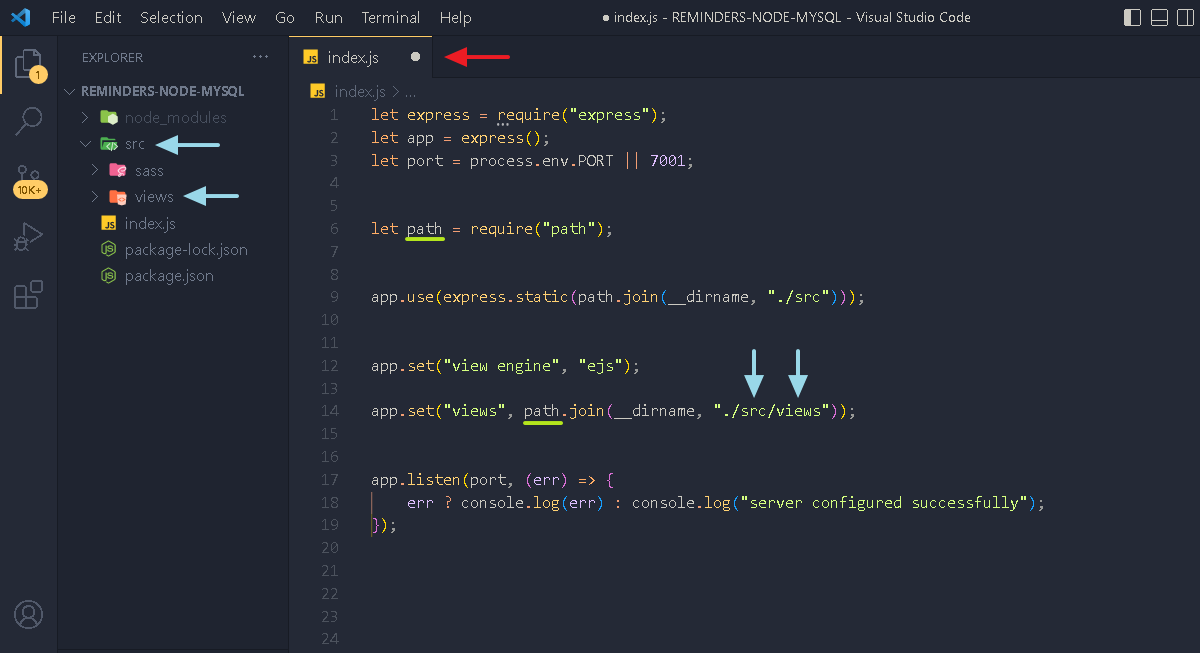 File Edit Selection View Go Run Terminal Help ● index.js - REMINDERS-NODE-MYSQL - Visual Studio Code
EXPLORER ···
1
REMINDERS-NODE-MYSQL
node_modules
src
sass
10K+
views
JS index.js
JS package-lock.json
JS package.json
JS index.js ●
JS index.js > ...
1 let express = require("express");
2 let app = express();
3 let port = process.env.PORT || 7001;
4
5
6 let path = require("path");
7
8
9 app.use(express.static(path.join(__dirname, "./src")));
10
11
12 app.set("view engine", "ejs");
13
14 app.set("views", path.join(__dirname, "./src/views"));
15
16
17 app.listen(port, (err) => {
18 err ? console.log(err) : console.log("server configured successfully");
19 });
20
21
22
23
24